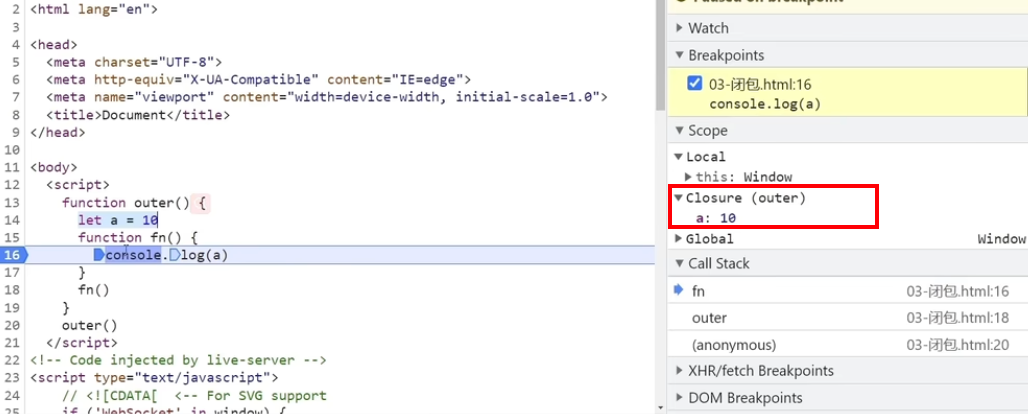 2 <html lang="en">
3
4 <head>
5 <meta charset="UTF-8">
6 <meta http-equiv="X-UA-Compatible" content="IE=edge">
7 <meta name="viewport" content="width=device-width, initial-scale=1.0">
8 <title>Document</title>
9 </head>
10
11 <body>
12 <script>
13 function outer() {
14 let a = 10
15 function fn() {
16 console.log(a)
17 }
18 fn()
19 }
20 outer()
21 </script>
22 <!-- Code injected by live-server -->
23 <script type="text/javascript">
24 // <![CDATA[ <-- For SVG support
25 if ('WebSocket' in window) {
Paused on breakpoint
Watch
Breakpoints
03-闭包.html:16
console.log(a)
Scope
Local
this: Window
Closure (outer)
a: 10
Global Window
Call Stack
fn 03-闭包.html:16
outer 03-闭包.html:18
(anonymous) 03-闭包.html:20
XHR/fetch Breakpoints
DOM Breakpoints